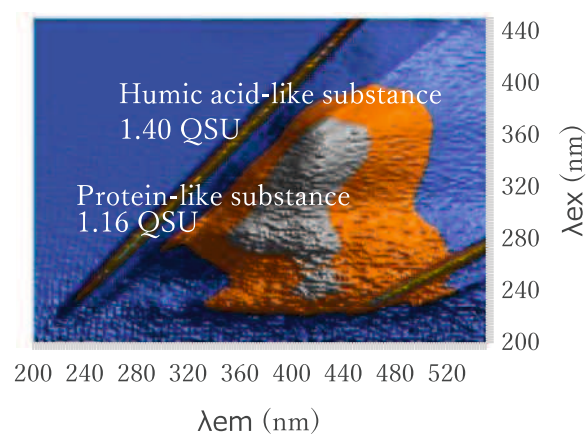 Humic acid-like substance
1.40 QSU
Protein-like substance
1.16 QSU
440
400
360
320
280
240
200
λex (nm)
200 240 280 320 360 400 440 480 520
λem (nm)